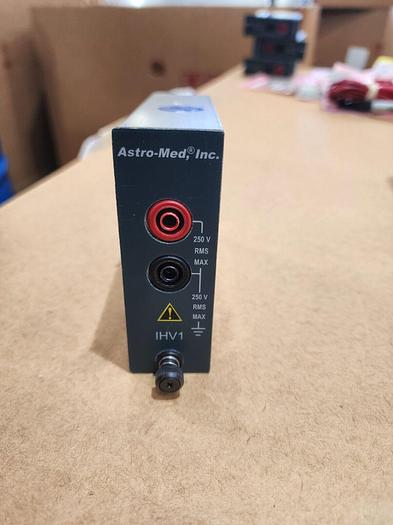 Astro-Med,® Inc.
250 V
RMS
MAX
250 V
RMS
MAX
IHV1